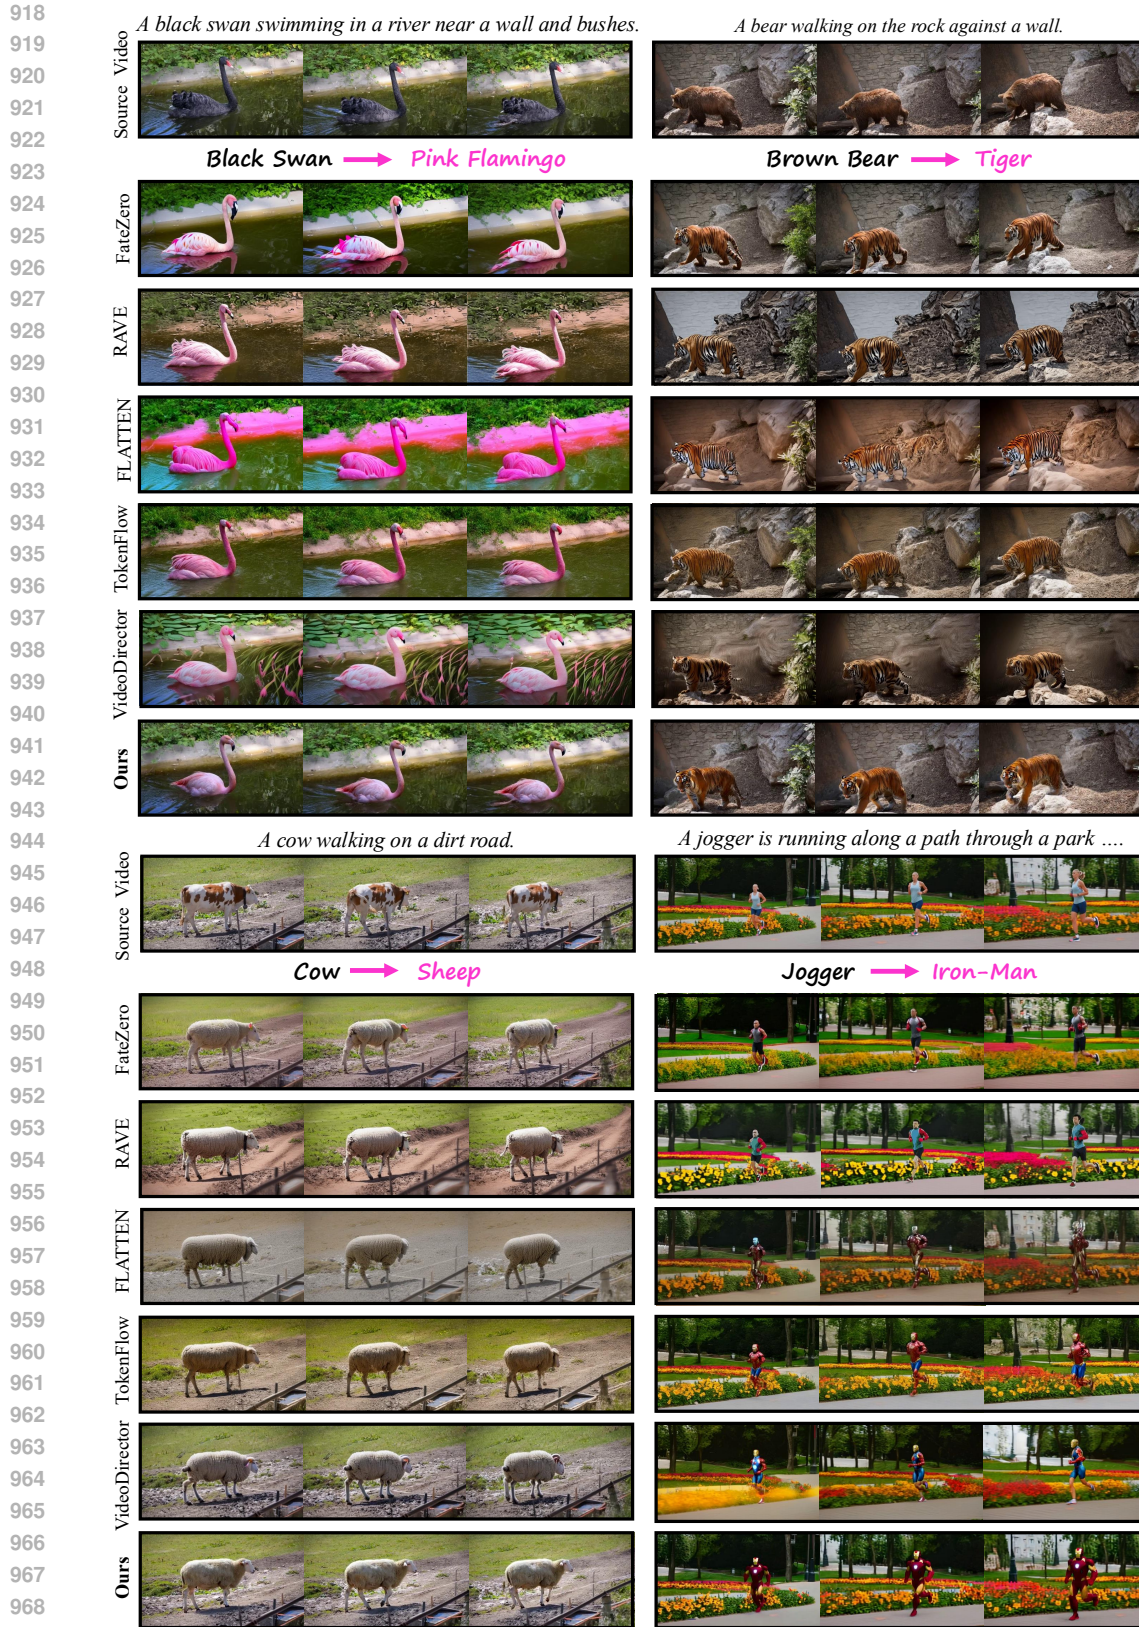 918
919
920
921
922
923
924
925
926
927
928
929
930
931
932
933
934
935
936
937
938
939
940
941
942
943
944
945
946
947
948
949
950
951
952
953
954
955
956
957
958
959
960
961
962
963
964
965
966
967
968
A black swan swimming in a river near a wall and bushes.
Source Video
Black Swan → Pink Flamingo
FateZero
RAVE
FLATTEN
TokenFlow
VideoDirector
Ours
A bear walking on the rock against a wall.
Brown Bear → Tiger
A cow walking on a dirt road.
Source Video
Cow → Sheep
FateZero
RAVE
FLATTEN
TokenFlow
VideoDirector
Ours
A jogger is running along a path through a park ....
Jogger → Iron-Man